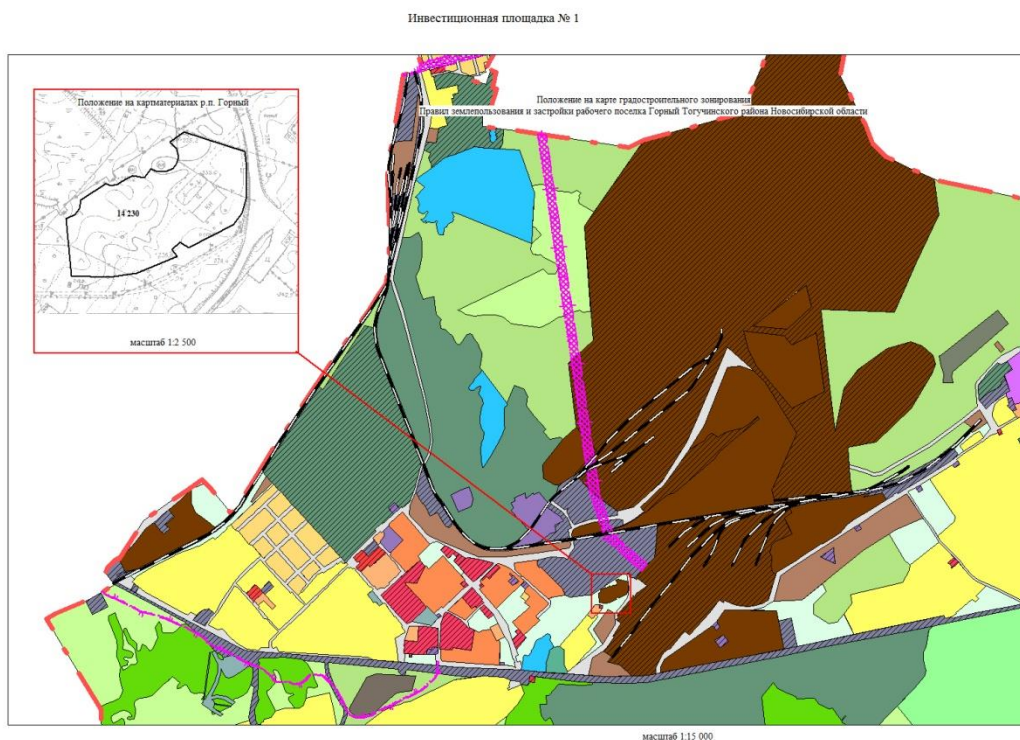 Инвестиционная площадка № 1
Положение на картматериалах р.п. Горный
14 230
масштаб 1:2 500
Положение на карте градостроительного зонирования
Правил землепользования и застройки рабочего поселка Горный Тогучинского района Новосибирской области
масштаб 1:15 000